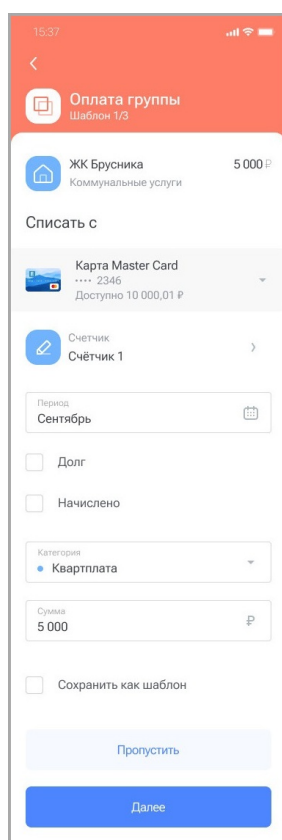 15:37
Оплата группы
Шаблон 1/3
ЖК Брусника
5 000 ₽
Коммунальные услуги
Списать с
Карта Master Card
•••• 2346
Доступно 10 000,01 ₽
Счетчик
Счётчик 1
Период
Сентябрь
Долг
Начислено
Категория
Квартплата
Сумма
5 000 ₽
Сохранить как шаблон
Пропустить
Далее